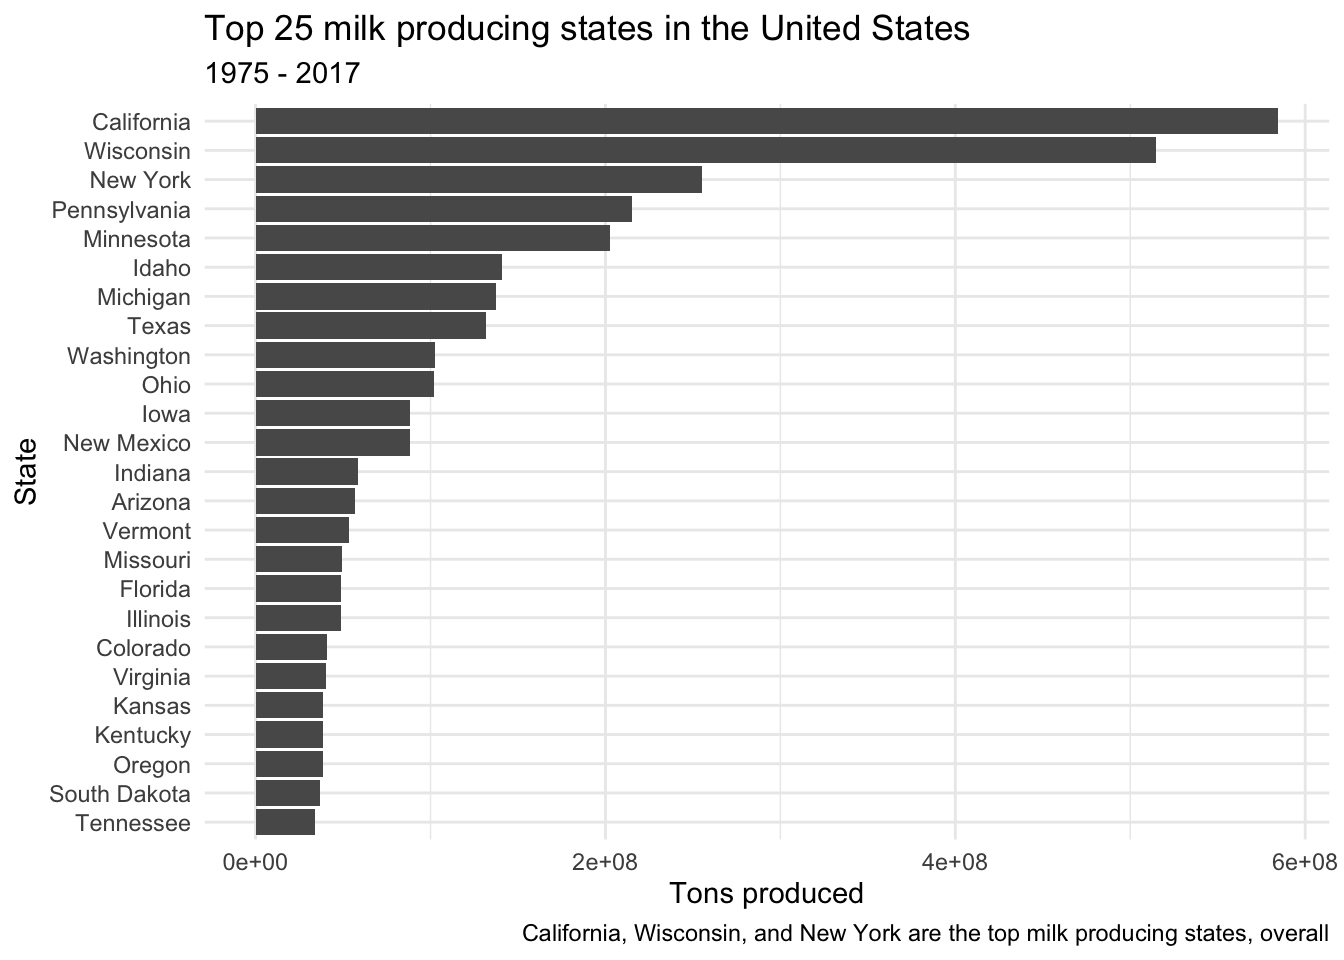 Top 25 milk producing states in the United States
1975 - 2017
State
California
Wisconsin
New York
Pennsylvania
Minnesota
Idaho
Michigan
Texas
Washington
Ohio
Iowa
New Mexico
Indiana
Arizona
Vermont
Missouri
Florida
Illinois
Colorado
Virginia
Kansas
Kentucky
Oregon
South Dakota
Tennessee
0e+00 2e+08 4e+08 6e+08
Tons produced
California, Wisconsin, and New York are the top milk producing states, overall